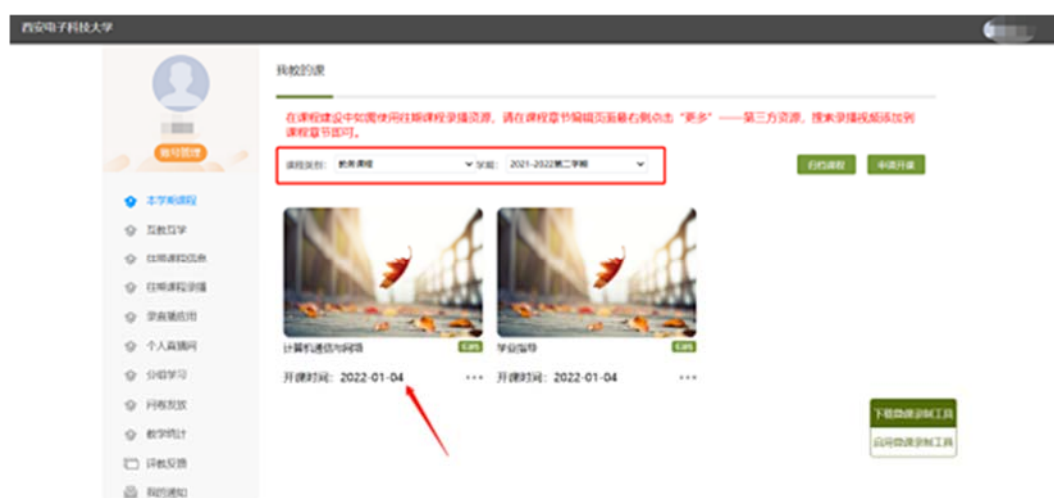 西安电子科技大学
我教的课
在课程建设中如需使用往期课程录播资源，请在课程章节编辑页面最右侧点击“更多”——第三方资源，搜索录播视频添加到
课程章节即可。
账号管理
课程类别： 教务课程 学期： 2021-2022第二学期
归档课程 申请开课
本学期课程
互教互学
往期课程信息
往期课程录播
录直播应用
个人直播间
分组学习
问卷发放
教学统计
评教反馈
我的通知
计算机通信与网络
学业指导
开课时间：2022-01-04
开课时间：2022-01-04
下载微课录制工具
启用微课录制工具